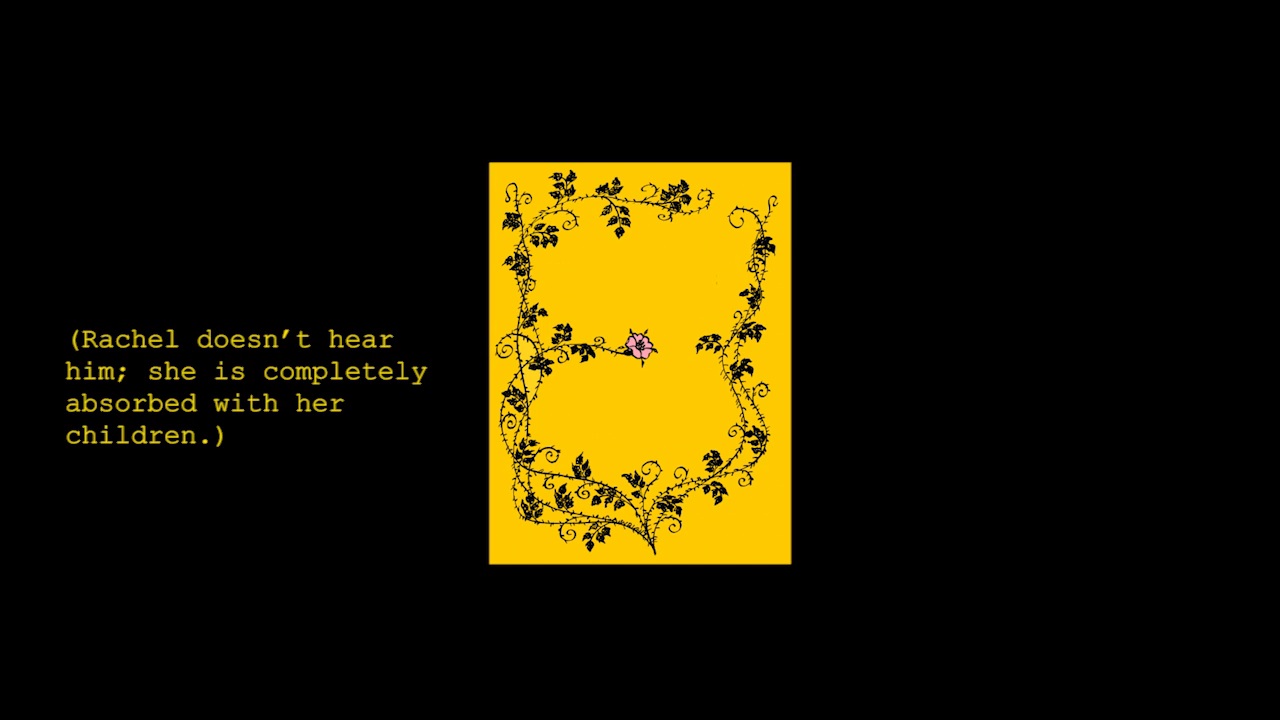 (Rachel doesn’t hear
him; she is completely
absorbed with her
children.)